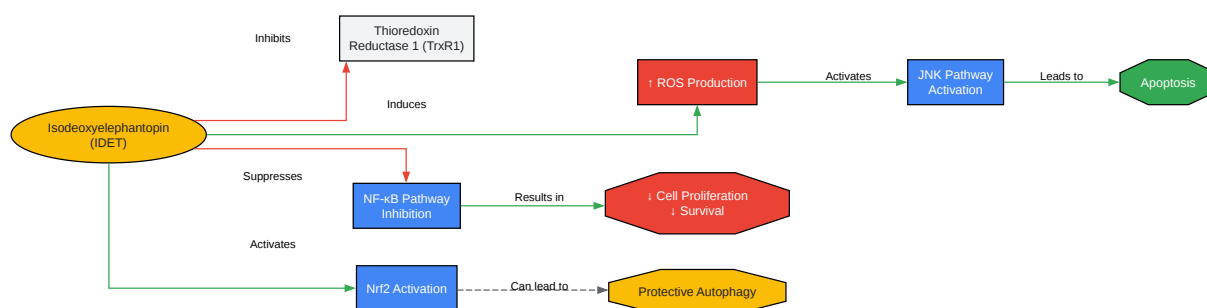 Inhibits
Thioredoxin
Reductase 1 (TrxR1)
Induces
↑ ROS Production
Activates
JNK Pathway
Activation
Leads to
Apoptosis
Isodeoxyelephantopin
(IDET)
Suppresses
NF-κB Pathway
Inhibition
Results in
↓ Cell Proliferation
↓ Survival
Activates
Nrf2 Activation
Can lead to
Protective Autophagy